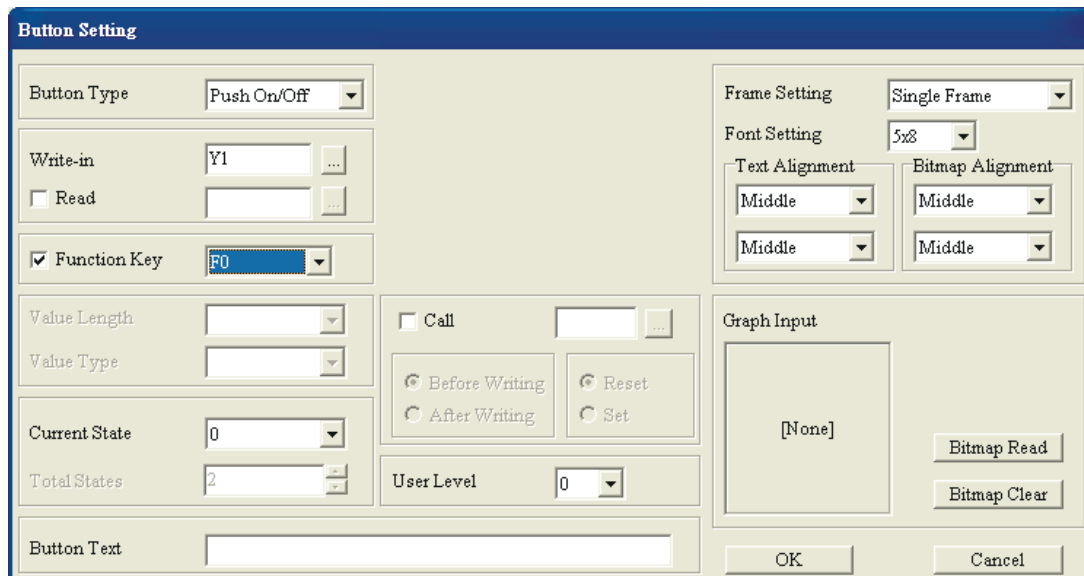 Button Setting
Button Type Push On/Off
Write-in Y1 ...
Read ...
Function Key F0
Value Length
Value Type
Current State 0
Total States 2
Call ...
Before Writing Reset
After Writing Set
User Level 0
Button Text
Frame Setting Single Frame
Font Setting 5x8
Text Alignment Bitmap Alignment
Middle Middle
Middle Middle
Graph Input
[None]
Bitmap Read
Bitmap Clear
OK Cancel